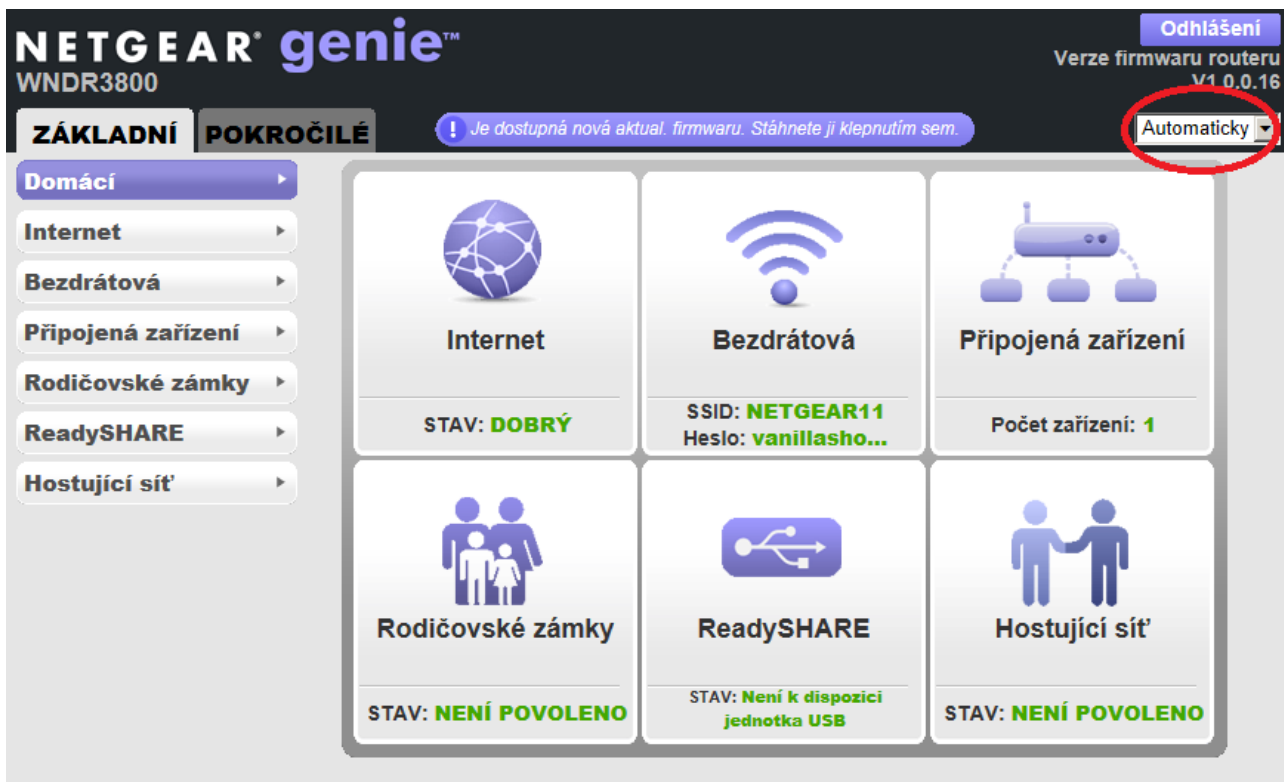 NETGEAR® genie™
WNDR3800
Odhlášení
Verze firmwaru routeru
V1.0.0.16
ZÁKLADNÍ
POKROČILÉ
! Je dostupná nová aktual. firmwaru. Stáhnete ji klepnutím sem.
Automaticky
Domácí
Internet
Bezdrátová
Připojená zařízení
Rodičovské zámky
ReadySHARE
Hostující síť
Internet
STAV: DOBRÝ
Bezdrátová
SSID: NETGEAR11
Heslo: vanillasho...
Připojená zařízení
Počet zařízení: 1
Rodičovské zámky
STAV: NENÍ POVOLENO
ReadySHARE
STAV: Není k dispozici
jednotka USB
Hostující síť
STAV: NENÍ POVOLENO